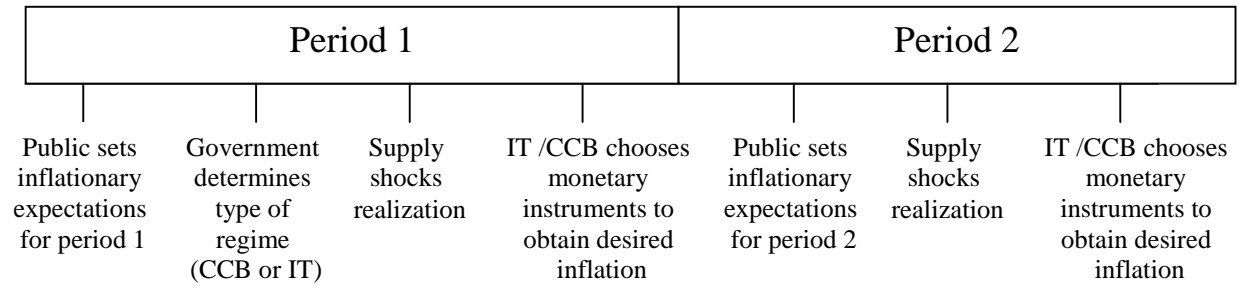 Period 1
Period 2
Public sets
inflationary
expectations
for period 1
Government
determines
type of
regime
(CCB or IT)
Supply
shocks
realization
IT /CCB chooses
monetary
instruments to
obtain desired
inflation
Public sets
inflationary
expectations
for period 2
Supply
shocks
realization
IT /CCB chooses
monetary
instruments to
obtain desired
inflation